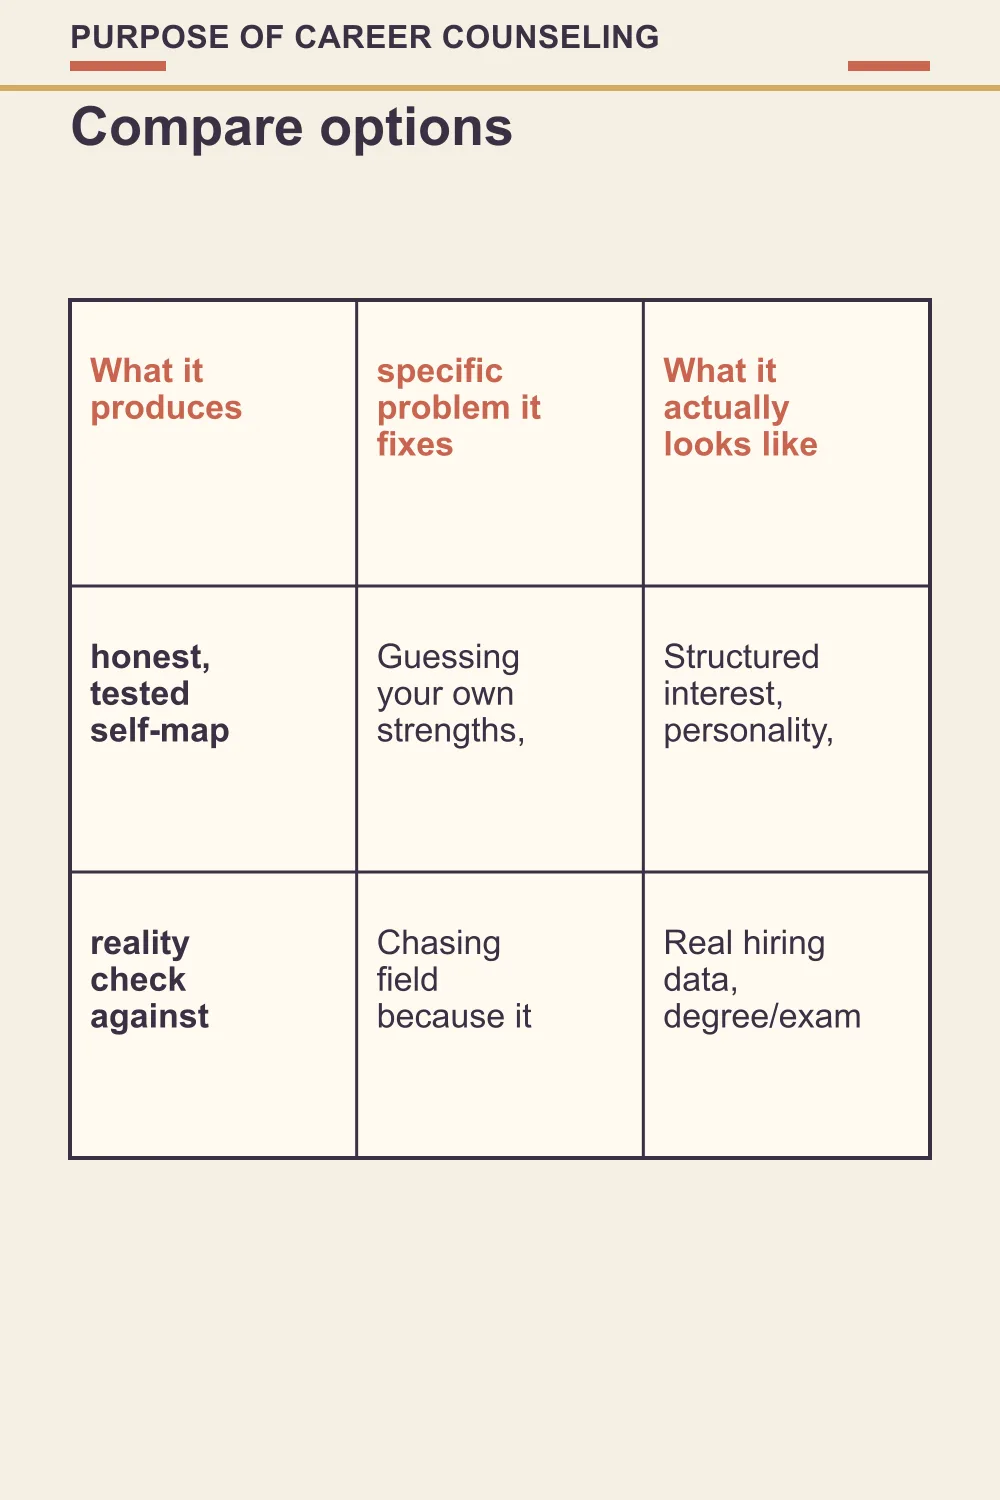 PURPOSE OF CAREER COUNSELING
Compare options
What it
produces
specific
problem it
fixes
What it
actually
looks like
honest,
tested
self-map
Guessing
your own
strengths,
Structured
interest,
personality,
reality
check
against
Chasing
field
because it
Real hiring
data,
degree/exam